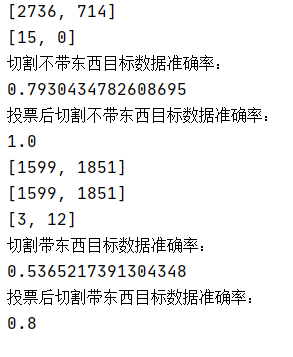 [2736, 714]
[15, 0]
切割不带东西目标数据准确率：
0.7930434782608695
投票后切割不带东西目标数据准确率：
1.0
[1599, 1851]
[1599, 1851]
[3, 12]
切割带东西目标数据准确率：
0.5365217391304348
投票后切割带东西目标数据准确率：
0.8